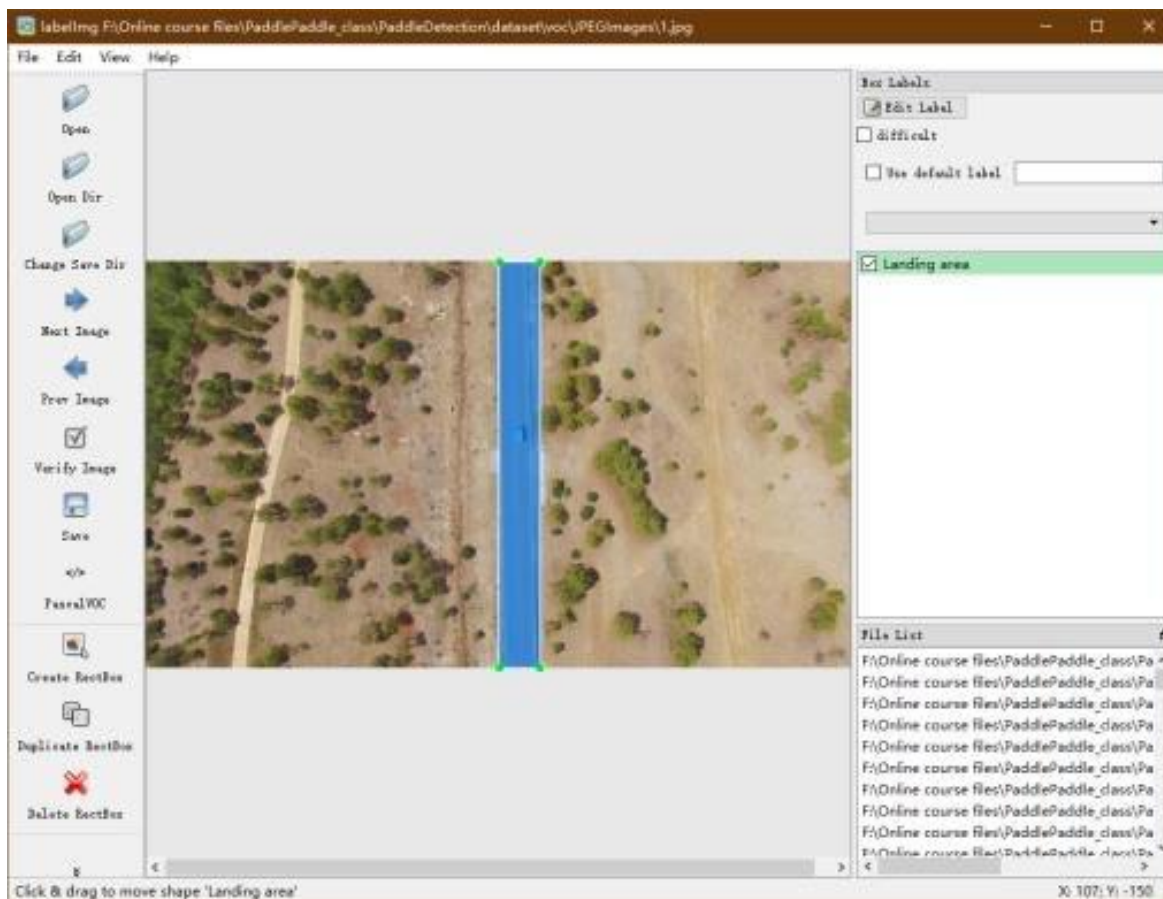 labelImg F:\Online course files\PaddlePaddle_class\PaddleDetection\dataset\voc\JPEGImages\1.jpg
File Edit View Help
Open
Open Dir
Change Save Dir
Next Image
Prev Image
Verify Image
Save
</>
PascalVOC
Create RectBox
Duplicate RectBox
Delete RectBox
Box Labels
Edit Label
difficult
Use default label
Landing area
File List
F:\Online course files\PaddlePaddle_class\Pa
F:\Online course files\PaddlePaddle_class\Pa
F:\Online course files\PaddlePaddle_class\Pa
F:\Online course files\PaddlePaddle_class\Pa
F:\Online course files\PaddlePaddle_class\Pa
F:\Online course files\PaddlePaddle_class\Pa
F:\Online course files\PaddlePaddle_class\Pa
F:\Online course files\PaddlePaddle_class\Pa
F:\Online course files\PaddlePaddle_class\Pa
F:\Online course files\PaddlePaddle_class\Pa
Click & drag to move shape 'Landing area'
X: 107; Y: -150